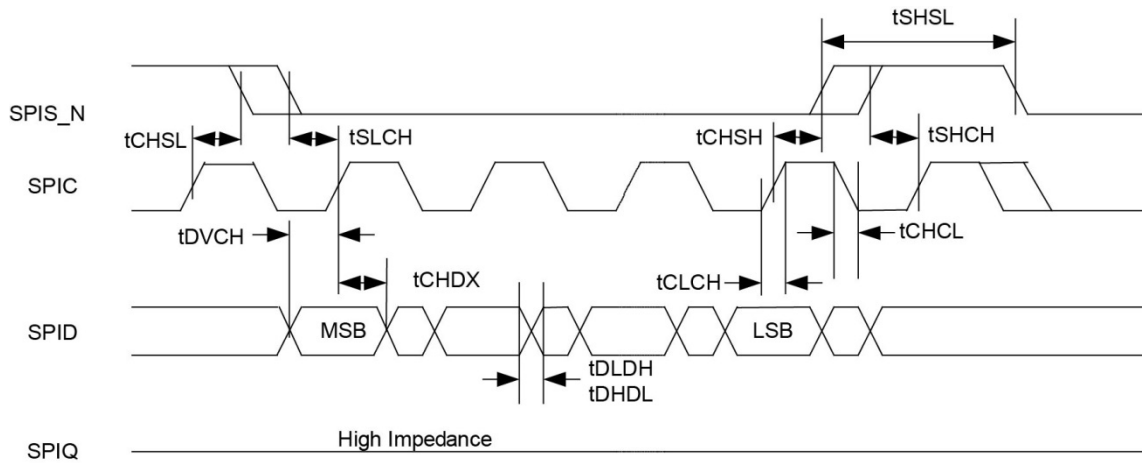 tSHSL
SPIS_N
tCHSL
tSLCH
tCHSH
tSHCH
SPIC
tDVCH
tCHCL
tCHDX
tCLCH
SPID
MSB
LSB
tDLDH
tDHDL
High Impedance
SPIQ